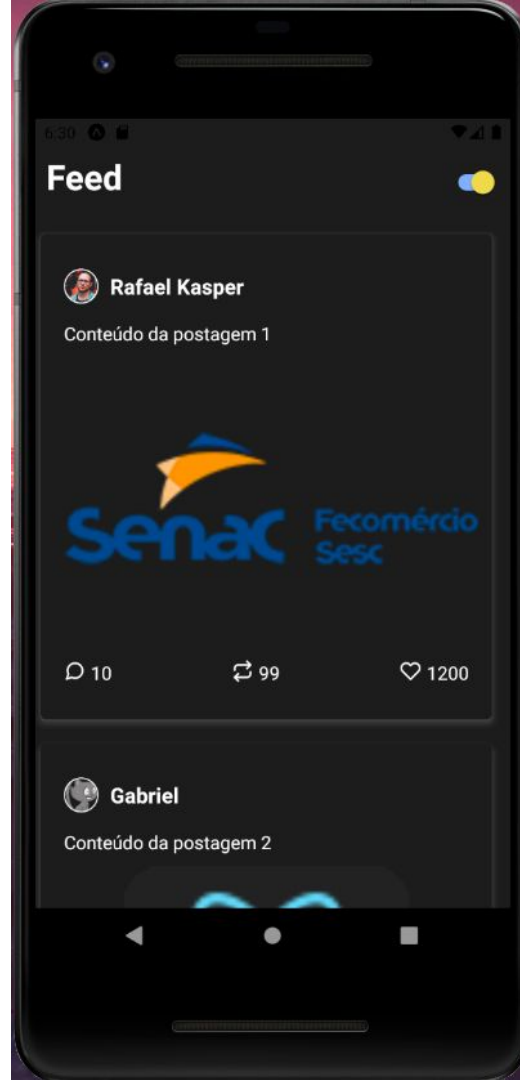 6:30
Feed
Rafael Kasper
Conteúdo da postagem 1
Senac
Fecomércio
Sesc
10 99 1200
Gabriel
Conteúdo da postagem 2